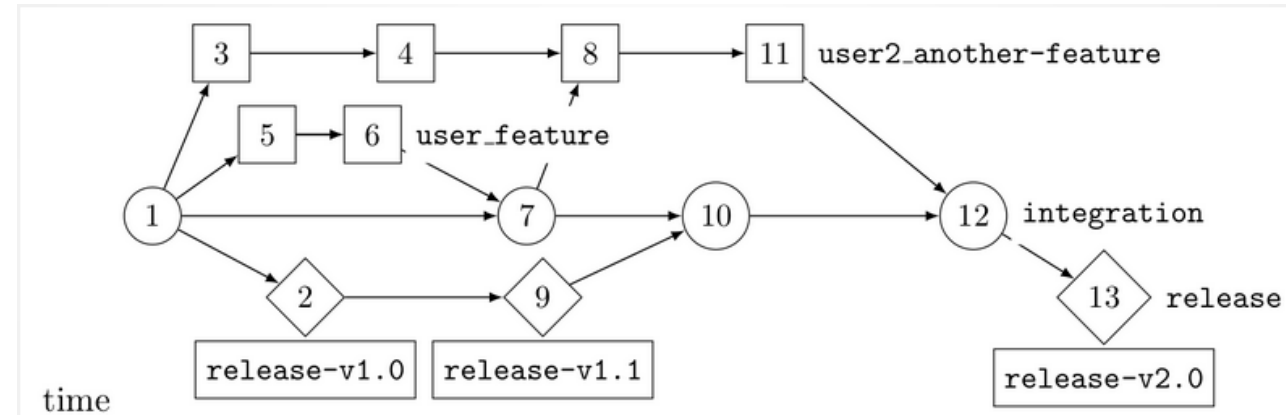 3 4 8 11 user2_another-feature
5 6 user_feature
1 7 10 12 integration
2 9 13 release
release-v1.0 release-v1.1 release-v2.0
time